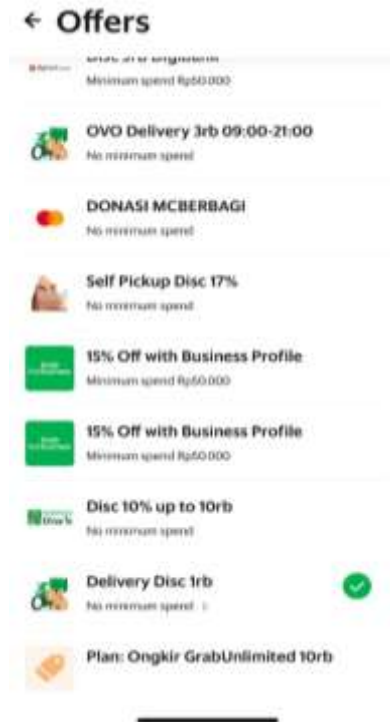 Offers
Minimum spend Rp50.000
OVO Delivery 3rb 09:00-21:00
No minimum spend
DONASI MCBERBAGI
No minimum spend
Self Pickup Disc 17%
No minimum spend
15% Off with Business Profile
Minimum spend Rp50.000
15% Off with Business Profile
Minimum spend Rp50.000
Disc 10% up to 10rb
No minimum spend
Delivery Disc 1rb
No minimum spend
Plan: Ongkir GrabUnlimited 10rb